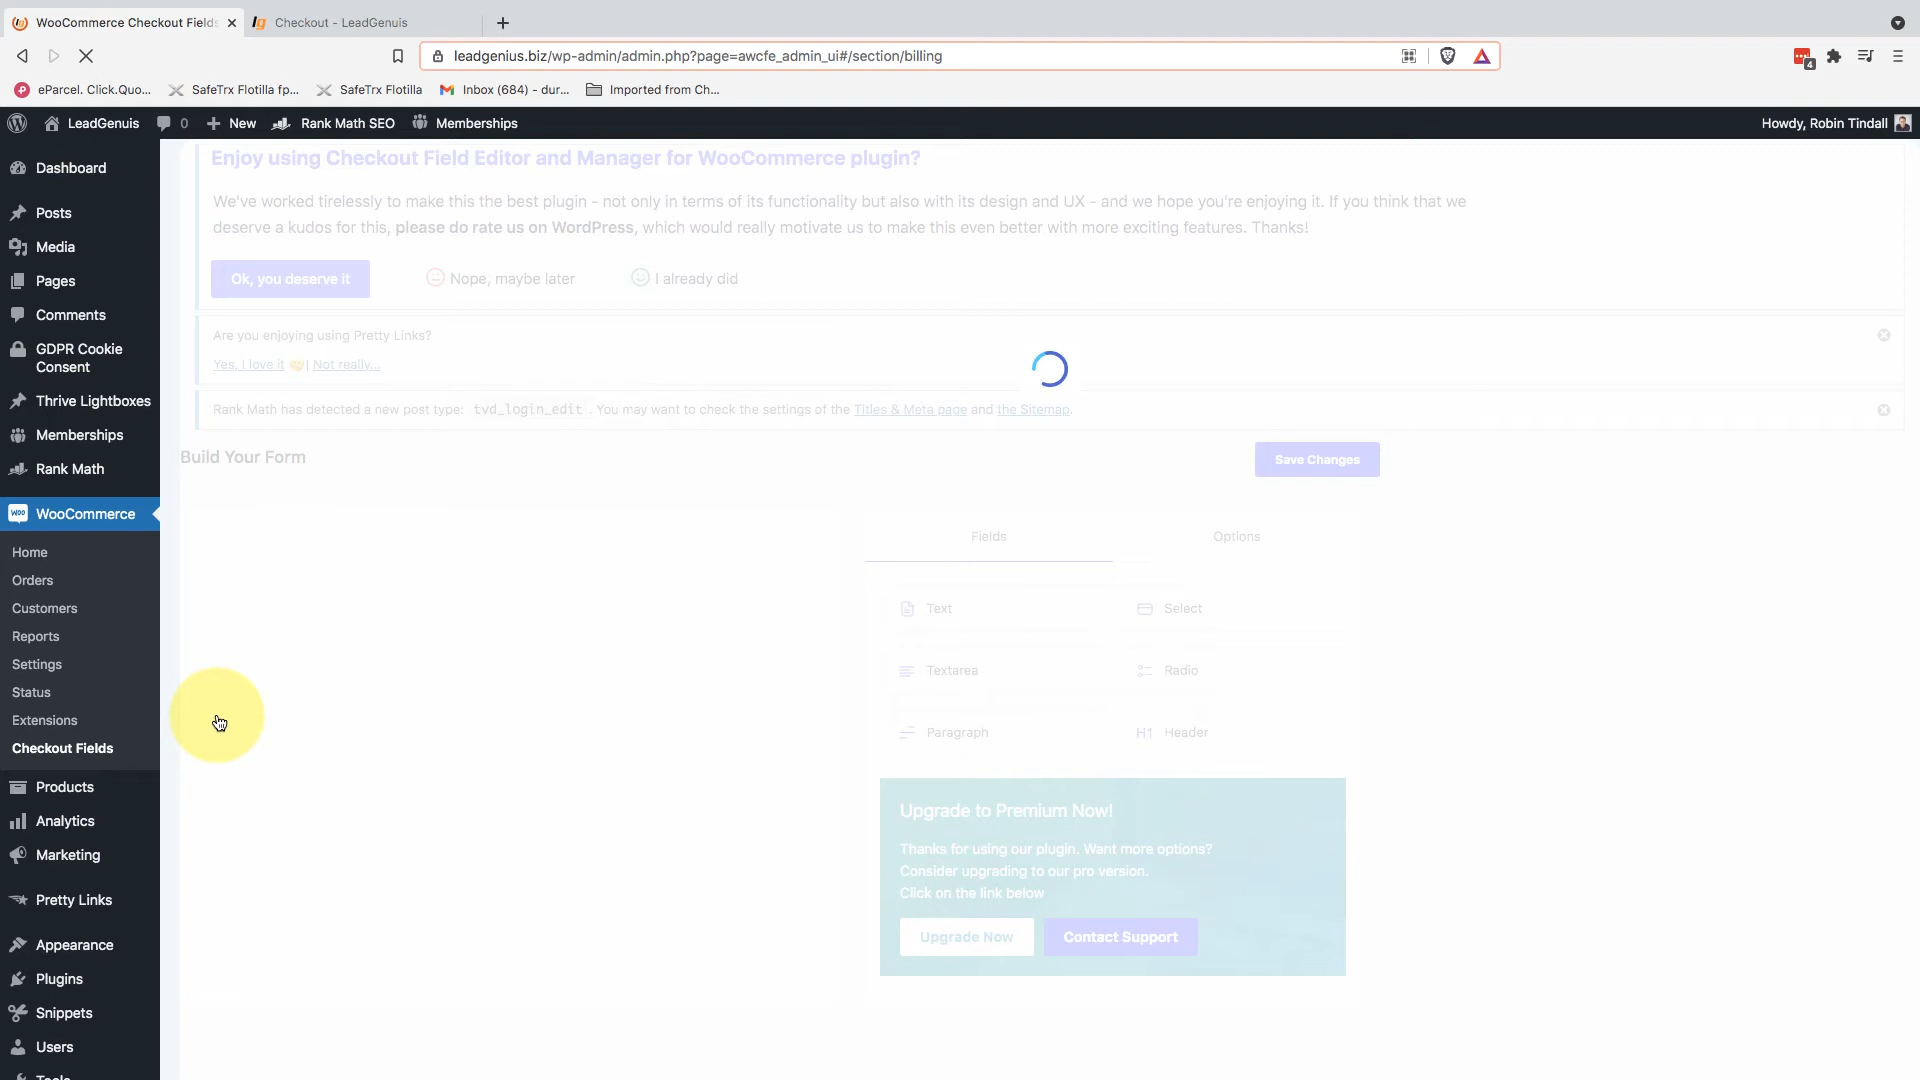 WooCommerce Checkout Fields
Checkout - LeadGenuis
leadgenius.biz/wp-admin/admin.php?page=awcfe_admin_ui#/section/billing
4
eParcel. Click.Quo...
SafeTrx Flotilla fp...
SafeTrx Flotilla
Inbox (684) - dur...
Imported from Ch...
LeadGenuis
0
New
Rank Math SEO
Memberships
Howdy, Robin Tindall
Dashboard
Posts
Media
Pages
Comments
GDPR Cookie
Consent
Thrive Lightboxes
Memberships
Rank Math
WooCommerce
Home
Orders
Customers
Reports
Settings
Status
Extensions
Checkout Fields
Products
Analytics
Marketing
Pretty Links
Appearance
Plugins
Snippets
Users
Tools
Enjoy using Checkout Field Editor and Manager for WooCommerce plugin?
We've worked tirelessly to make this the best plugin - not only in terms of its functionality but also with its design and UX - and we hope you're enjoying it. If you think that we
deserve a kudos for this, please do rate us on WordPress, which would really motivate us to make this even better with more exciting features. Thanks!
Ok, you deserve it
Nope, maybe later
I already did
Are you enjoying using Pretty Links?
Yes, I love it | Not really...
Rank Math has detected a new post type: tvd_login_edit . You may want to check the settings of the Titles & Meta page and the Sitemap.
Build Your Form
Save Changes
Fields
Options
Text
Select
Textarea
Radio
Paragraph
H1 Header
Upgrade to Premium Now!
Thanks for using our plugin. Want more options?
Consider upgrading to our pro version.
Click on the link below
Upgrade Now
Contact Support